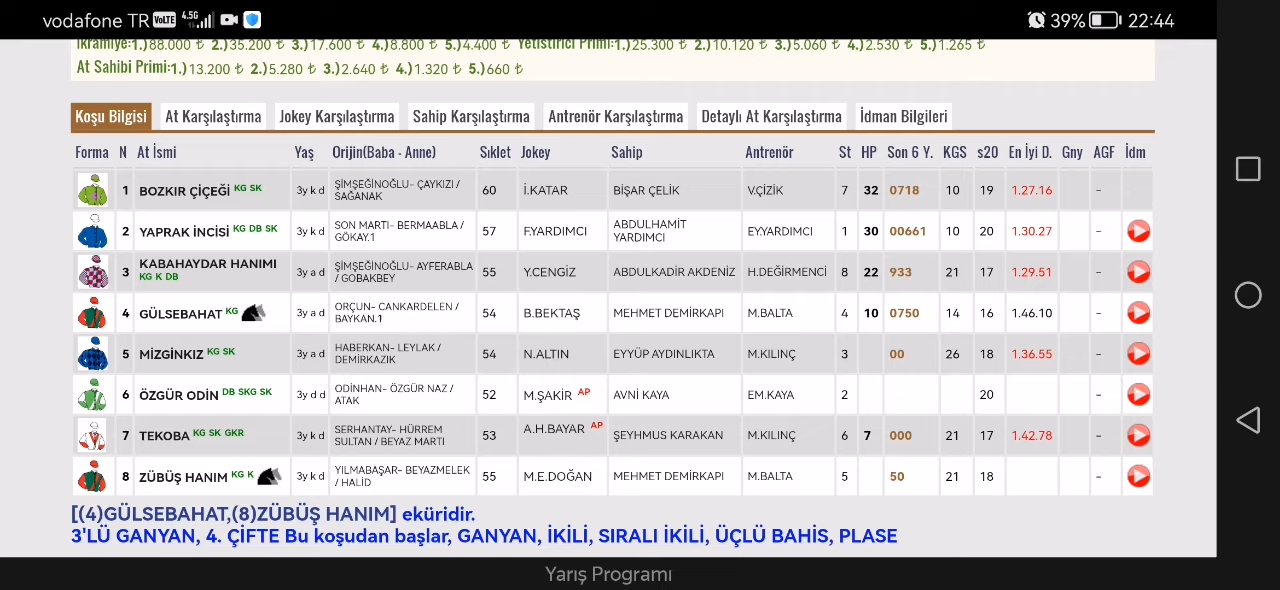 vodafone TR VoLTE 4.5G 39% 22:44
İkramiye:1.)88.000 ₺ 2.)35.200 ₺ 3.)17.600 ₺ 4.)8.800 ₺ 5.)4.400 ₺ Yetiştirici Primi:1.)25.300 ₺ 2.)10.120 ₺ 3.)5.060 ₺ 4.)2.530 ₺ 5.)1.265 ₺
At Sahibi Primi:1.)13.200 ₺ 2.)5.280 ₺ 3.)2.640 ₺ 4.)1.320 ₺ 5.)660 ₺
Koşu Bilgisi At Karşılaştırma Jokey Karşılaştırma Sahip Karşılaştırma Antrenör Karşılaştırma Detaylı At Karşılaştırma İdman Bilgileri
Forma N At İsmi Yaş Orijin(Baba - Anne) Sıklet Jokey Sahip Antrenör St HP Son 6 Y. KGS s20 En İyi D. Gny AGF İdm
1 BOZKIR ÇİÇEĞİ KG SK 3y k d ŞİMŞEĞİNOĞLU- ÇAYKIZI / SAĞANAK 60 İ.KATAR BİŞAR ÇELİK V.ÇİZİK 7 32 0718 10 19 1.27.16 -
2 YAPRAK İNCİSİ KG DB SK 3y k d SON MARTI- BERMAABLA / GÖKAY.1 57 F.YARDIMCI ABDULHAMİT YARDIMCI EY.YARDIMCI 1 30 00661 10 20 1.30.27 -
3 KABAHAYDAR HANIMI KG K DB 3y a d ŞİMŞEĞİNOĞLU- AYFERABLA / GOBAKBEY 55 Y.CENGİZ ABDULKADİR AKDENİZ H.DEĞİRMENCİ 8 22 933 21 17 1.29.51 -
4 GÜLSEBAHAT KG 3y a d ORÇUN- CANKARDELEN / BAYKAN.1 54 B.BEKTAŞ MEHMET DEMİRKAPI M.BALTA 4 10 0750 14 16 1.46.10 -
5 MİZGİNKIZ KG SK 3y a d HABERKAN- LEYLAK / DEMİRKAZIK 54 N.ALTIN EYYÜP AYDINLIKTA M.KILINÇ 3 00 26 18 1.36.55 -
6 ÖZGÜR ODİN DB SKG SK 3y d d ODİNHAN- ÖZGÜR NAZ / ATAK 52 M.ŞAKİR AP AVNİ KAYA EM.KAYA 2 20 -
7 TEKOBA KG SK GKR 3y k d SERHANTAY- HÜRREM SULTAN / BEYAZ MARTI 53 A.H.BAYAR AP ŞEYHMUS KARAKAN M.KILINÇ 6 7 000 21 17 1.42.78 -
8 ZÜBÜŞ HANIM KG K 3y k d YILMABAŞAR- BEYAZMELEK / HALİD 55 M.E.DOĞAN MEHMET DEMİRKAPI M.BALTA 5 50 21 18 -
[(4)GÜLSEBAHAT,(8)ZÜBÜŞ HANIM] eküridir.
3'LÜ GANYAN, 4. ÇİFTE Bu koşudan başlar, GANYAN, İKİLİ, SIRALI İKİLİ, ÜÇLÜ BAHİS, PLASE
Yarış Programı